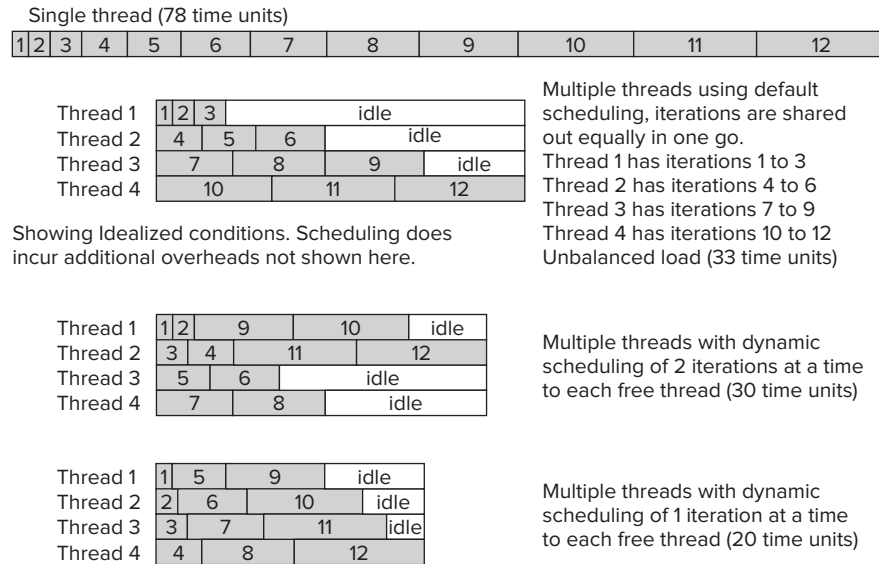 Single thread (78 time units)
1 2 3 4 5 6 7 8 9 10 11 12
Thread 1 1 2 3 idle
Thread 2 4 5 6 idle
Thread 3 7 8 9 idle
Thread 4 10 11 12
Multiple threads using default
scheduling, iterations are shared
out equally in one go.
Thread 1 has iterations 1 to 3
Thread 2 has iterations 4 to 6
Thread 3 has iterations 7 to 9
Thread 4 has iterations 10 to 12
Unbalanced load (33 time units)
Showing Idealized conditions. Scheduling does
incur additional overheads not shown here.
Thread 1 1 2 9 10 idle
Thread 2 3 4 11 12
Thread 3 5 6 idle
Thread 4 7 8 idle
Multiple threads with dynamic
scheduling of 2 iterations at a time
to each free thread (30 time units)
Thread 1 1 5 9 idle
Thread 2 2 6 10 idle
Thread 3 3 7 11 idle
Thread 4 4 8 12
Multiple threads with dynamic
scheduling of 1 iteration at a time
to each free thread (20 time units)